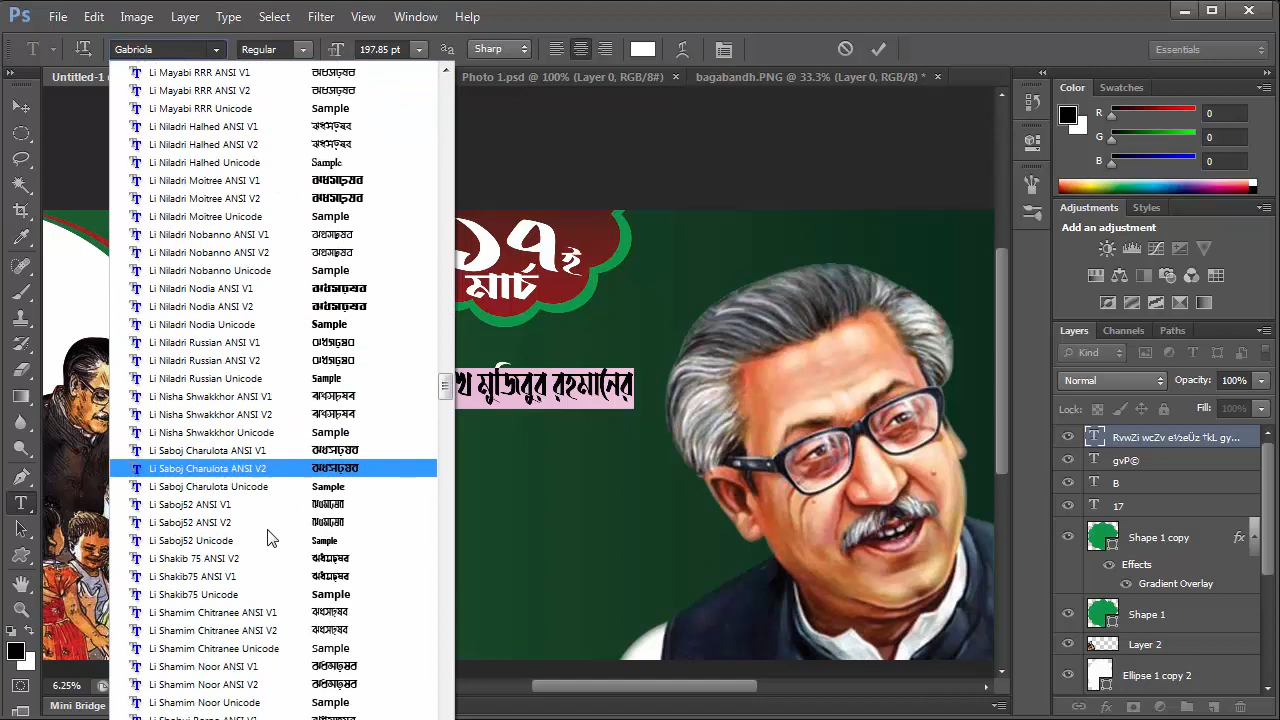 Ps File Edit Image Layer Type Select Filter View Window Help
Gabriola Regular 197.85 pt Sharp Essentials
Untitled-1 Photo 1.psd @ 100% (Layer 0, RGB/8#) × bagabandh.PNG @ 33.3% (Layer 0, RGB/8) * ×
Li Mayabi RRR ANSI V1
Li Mayabi RRR ANSI V2
Li Mayabi RRR Unicode Sample
Li Niladri Halhed ANSI V1
Li Niladri Halhed ANSI V2
Li Niladri Halhed Unicode Sample
Li Niladri Moitree ANSI V1
Li Niladri Moitree ANSI V2
Li Niladri Moitree Unicode Sample
Li Niladri Nobanno ANSI V1
Li Niladri Nobanno ANSI V2
Li Niladri Nobanno Unicode Sample
Li Niladri Nodia ANSI V1
Li Niladri Nodia ANSI V2
Li Niladri Nodia Unicode Sample
Li Niladri Russian ANSI V1
Li Niladri Russian ANSI V2
Li Niladri Russian Unicode Sample
Li Nisha Shwakkhor ANSI V1
Li Nisha Shwakkhor ANSI V2
Li Nisha Shwakkhor Unicode Sample
Li Saboj Charulota ANSI V1
Li Saboj Charulota ANSI V2
Li Saboj Charulota Unicode Sample
Li Saboj52 ANSI V1
Li Saboj52 ANSI V2
Li Saboj52 Unicode Sample
Li Shakib 75 ANSI V2
Li Shakib75 ANSI V1
Li Shakib75 Unicode Sample
Li Shamim Chitranee ANSI V1
Li Shamim Chitranee ANSI V2
Li Shamim Chitranee Unicode Sample
Li Shamim Noor ANSI V1
Li Shamim Noor ANSI V2
Li Shamim Noor Unicode Sample
১৭ই
মার্চ
মুজিবুর রহমানের
Color Swatches
R 0
G 0
B 0
Adjustments Styles
Add an adjustment
Layers Channels Paths
Kind
Normal Opacity: 100%
Lock: Fill: 100%
RwwZi wcZv e½zeÜz †kL p...
gvP@
B
17
Shape 1 copy fx
Effects
Gradient Overlay
Shape 1
Layer 2
Ellipse 1 copy 2
6.25%
Mini Bridge